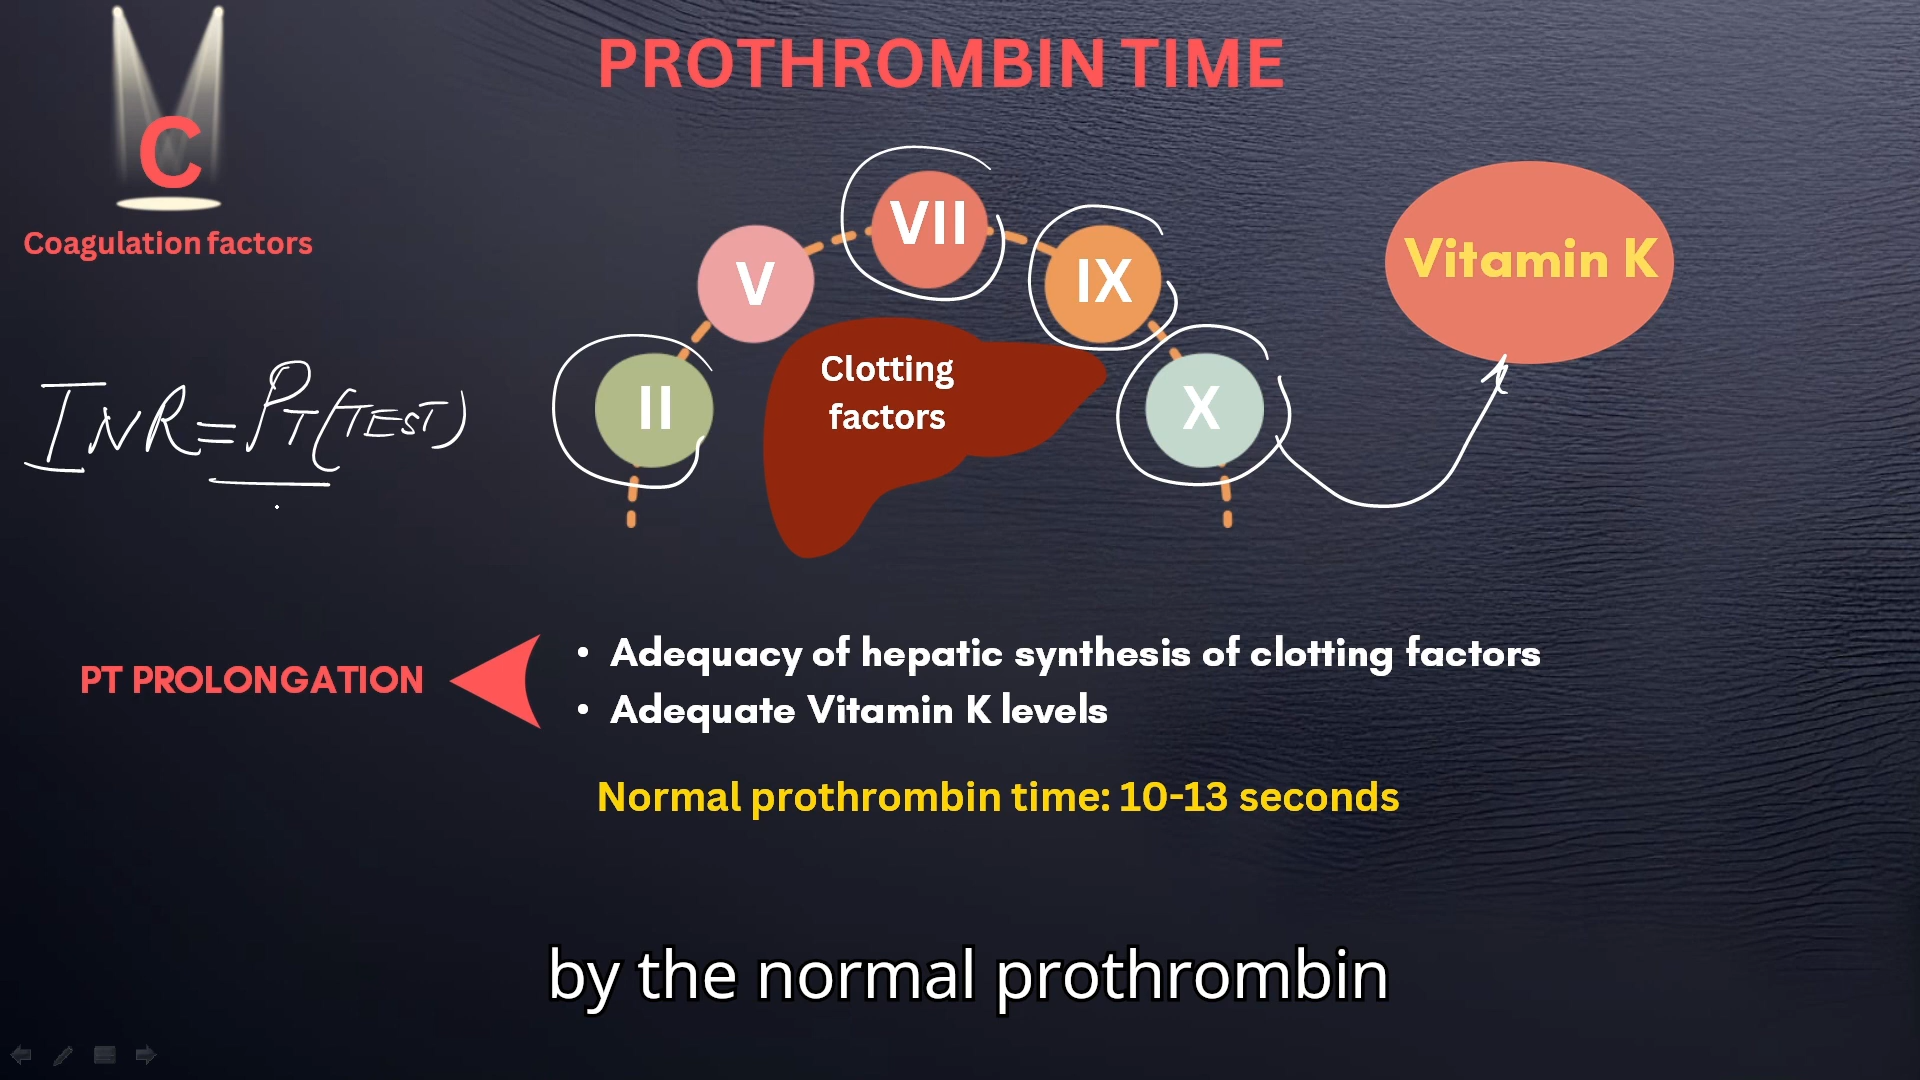 PROTHROMBIN TIME
C
Coagulation factors
II
V
VII
IX
X
Clotting
factors
Vitamin K
INR = PT (TEST)
PT PROLONGATION
• Adequacy of hepatic synthesis of clotting factors
• Adequate Vitamin K levels
Normal prothrombin time: 10-13 seconds
by the normal prothrombin